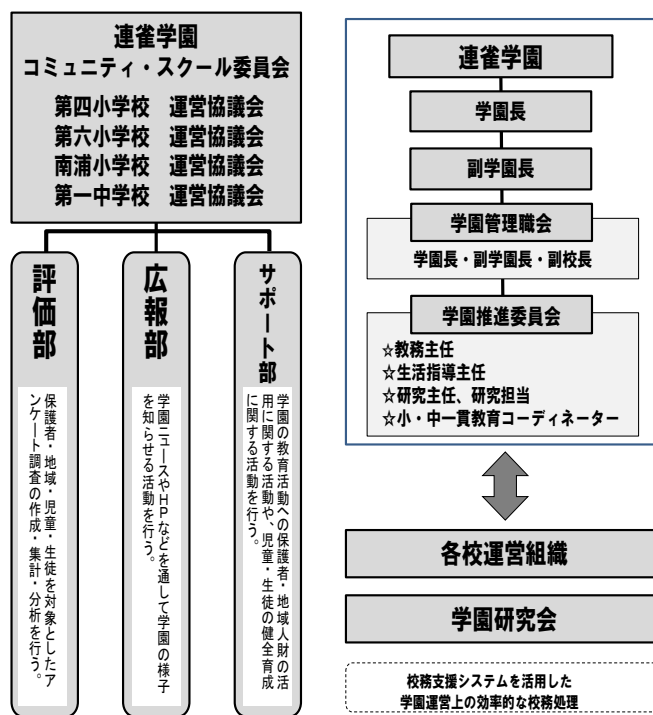 連雀学園
コミュニティ・スクール委員会
第四小学校　運営協議会
第六小学校　運営協議会
南浦小学校　運営協議会
第一中学校　運営協議会
評価部
保護者・地域・児童・生徒を対象としたア
ンケート調査の作成・集計・分析を行う。
広報部
学園ニュースやＨＰなどを通して学園の様子
を知らせる活動を行う。
サポート部
学園の教育活動への保護者・地域人財の活
用に関する活動や、児童・生徒の健全育成
に関する活動を行う。
連雀学園
学園長
副学園長
学園管理職会
学園長・副学園長・副校長
学園推進委員会
☆教務主任
☆生活指導主任
☆研究主任、研究担当
☆小・中一貫教育コーディネーター
各校運営組織
学園研究会
校務支援システムを活用した
学園運営上の効率的な校務処理